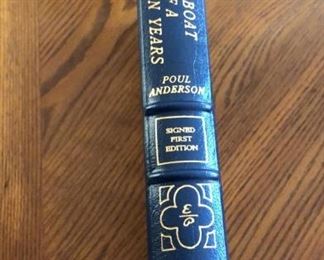 BOAT
F A
N YEARS
POUL
ANDERSON
SIGNED
FIRST
EDITION